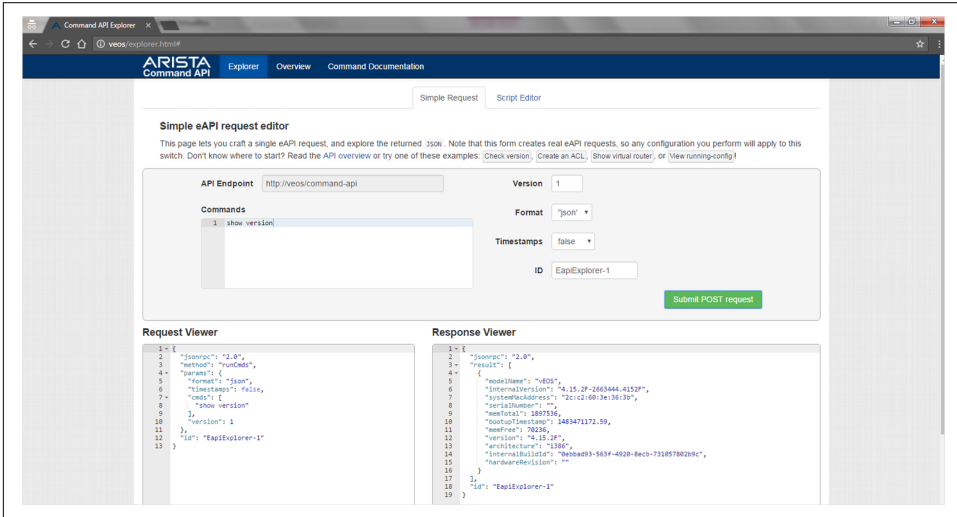 Command API Explorer
veos/explorer.html#
ARISTA
Command API
Explorer Overview Command Documentation
Simple Request Script Editor
Simple eAPI request editor
This page lets you craft a single eAPI request, and explore the returned JSON. Note that this form creates real eAPI requests, so any configuration you perform will apply to this
switch. Don't know where to start? Read the API overview or try one of these examples: Check version, Create an ACL, Show virtual router, or View running-config!
API Endpoint http://veos/command-api
Version 1
Commands
1 show version
Format "json"
Timestamps false
ID EapiExplorer-1
Submit POST request
Request Viewer
1 {
2 "jsonrpc": "2.0",
3 "method": "runCmds",
4 "params": {
5 "format": "json",
6 "timestamps": false,
7 "cmds": [
8 "show version"
9 ],
10 "version": 1
11 },
12 "id": "EapiExplorer-1"
13 }
Response Viewer
1 {
2 "jsonrpc": "2.0",
3 "result": [
4 {
5 "modelName": "vEOS",
6 "internalVersion": "4.15.2F-2663444.4152F",
7 "systemMacAddress": "2c:c2:60:3e:36:3b",
8 "serialNumber": "",
9 "memTotal": 1897536,
10 "bootupTimestamp": 1483471172.59,
11 "memFree": 70236,
12 "version": "4.15.2F",
13 "architecture": "i386",
14 "internalBuildId": "0ebbad93-563f-4920-8ecb-731057802b9c",
15 "hardwareRevision": ""
16 }
17 ],
18 "id": "EapiExplorer-1"
19 }